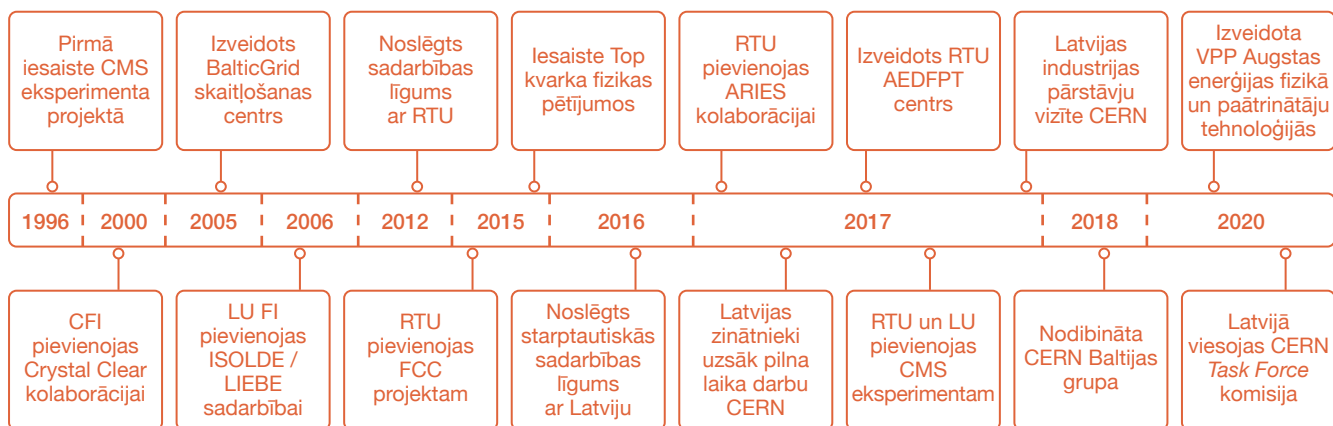 Pirmā
iesaiste CMS
eksperimenta
projektā
Izveidots
BalticGrid
skaitļošanas
centrs
Noslēgts
sadarbības
līgums
ar RTU
Iesaiste Top
kvarka fizikas
pētījumos
RTU
pievienojas
ARIES
kolaborācijai
Izveidots RTU
AEDFPT
centrs
Latvijas
industrijas
pārstāvju
vizīte CERN
Izveidota
VPP Augstas
enerģijas fizikā
un paātrinātāju
tehnoloģijās
1996 2000 2005 2006 2012 2015 2016 2017 2018 2020
CFI
pievienojas
Crystal Clear
kolaborācijai
LU FI
pievienojas
ISOLDE /
LIEBE
sadarbībai
RTU
pievienojas
FCC
projektam
Noslēgts
starptautiskās
sadarbības
līgums
ar Latviju
Latvijas
zinātnieki
uzsāk pilna
laika darbu
CERN
RTU un LU
pievienojas
CMS
eksperimentam
Nodibināta
CERN Baltijas
grupa
Latvijā
viesojas CERN
Task Force
komisija